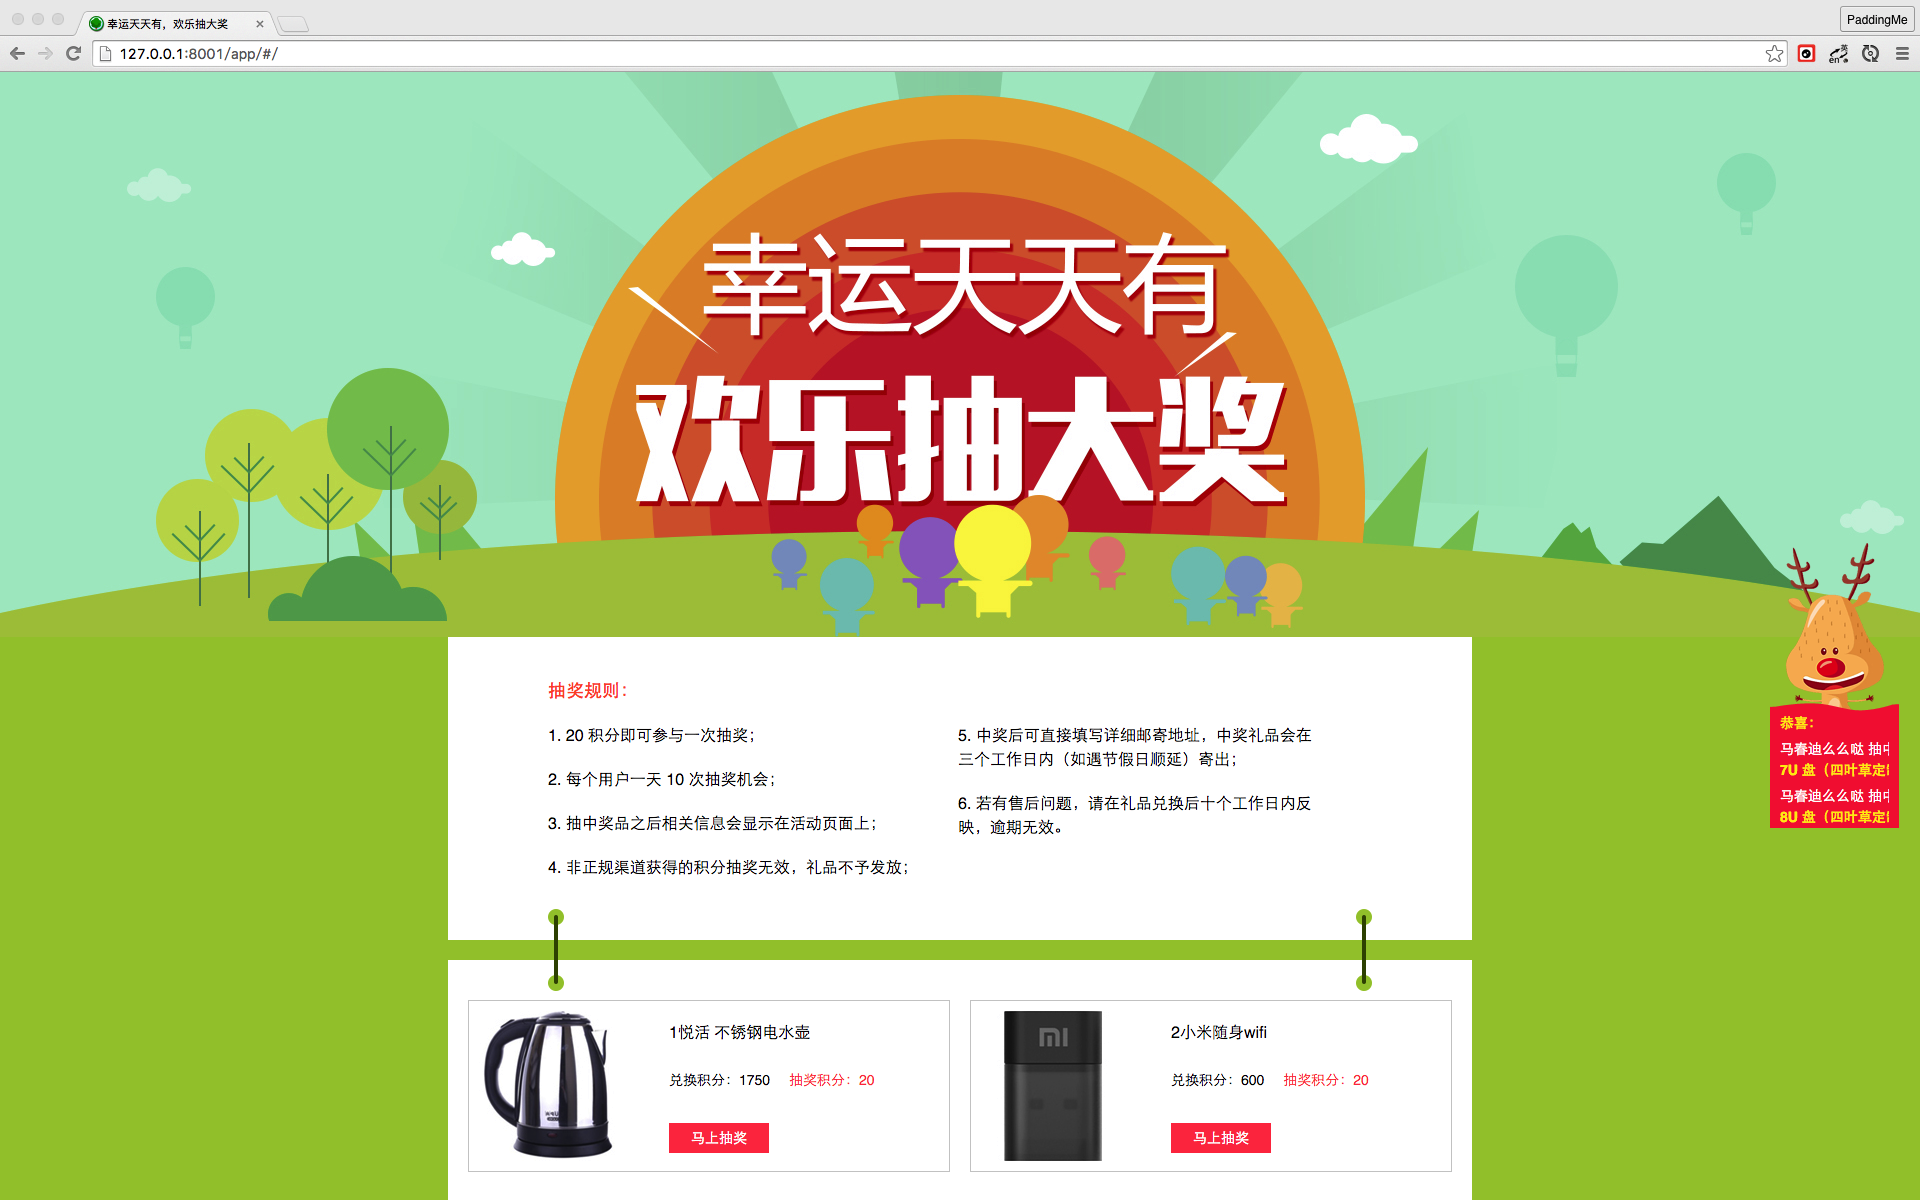 幸运天天有，欢乐抽大奖
PaddingMe
127.0.0.1:8001/app/#/
英
en
幸运天天有
欢乐抽大奖
抽奖规则：
1. 20 积分即可参与一次抽奖；
2. 每个用户一天 10 次抽奖机会；
3. 抽中奖品之后相关信息会显示在活动页面上；
4. 非正规渠道获得的积分抽奖无效，礼品不予发放；
5. 中奖后可直接填写详细邮寄地址，中奖礼品会在
三个工作日内（如遇节假日顺延）寄出；
6. 若有售后问题，请在礼品兑换后十个工作日内反
映，逾期无效。
恭喜：
马春迪么么哒 抽中
7U 盘（四叶草定
马春迪么么哒 抽中
8U 盘（四叶草定
1悦活 不锈钢电水壶
兑换积分：1750 抽奖积分：20
马上抽奖
MI
2小米随身wifi
兑换积分：600 抽奖积分：20
马上抽奖